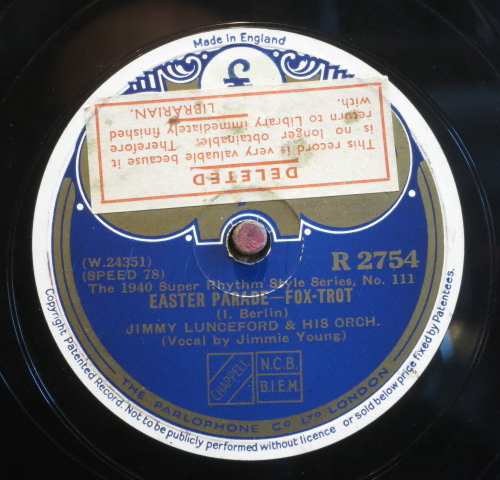 Made in England
DELETED
This record is very valuable because it
is no longer obtainable. Therefore
return to Library immediately finished
with.
LIBRARIAN.
(W.24351)
(SPEED 78)
R 2754
The 1940 Super Rhythm Style Series, No. 111
EASTER PARADE—FOX-TROT
(I. Berlin)
JIMMY LUNCEFORD & HIS ORCH.
(Vocal by Jimmie Young)
CHAPPELL
N.C.B.
B.I.E.M.
THE PARLOPHONE CO LTD LONDON
Copyright Patented Record. Not to be publicly performed without licence or sold below price fixed by Patentees.